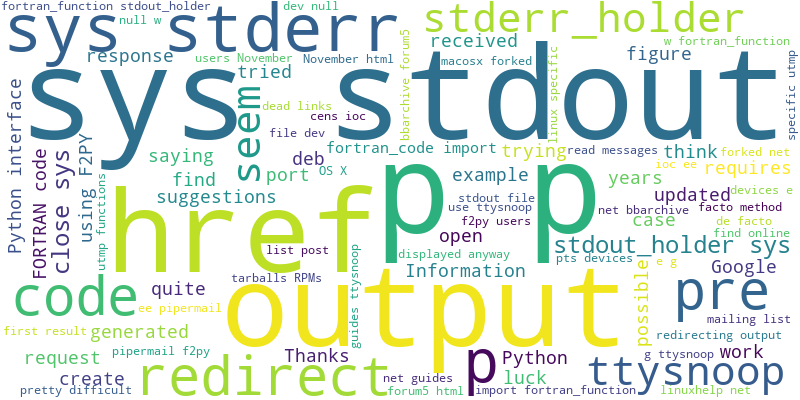 fortran_function stdout_holder
dev null
null w
sys stderr
stderr_holder
response
users November
November html
received
w fortran_function
figure
macosx forked
bbarchive forum5
linux specific
specific utmp
Python interface
tried
sys stdout
seem
dead links
cens ioc
file dev
FORTRAN code
close sys
using F2PY
utmp functions
saying
find
suggestions
deb
port
OS X
fortran_code import
trying
read messages
think
forked net
ioc ee
requires
example
years
updated
devices e
stdout file
use ttysnoop
f2py users
net bbarchive
facto method
case
de facto
find online
href
p p
open
list post
displayed anyway
stdout_holder sys
pts devices
e g
Google
Information
tarballs RPMs
quite
code
ee pipermail
output
possible
pre
mailing list
redirecting output
guides ttysnoop
first result
generated
pipermail f2py
request
Thanks
p
Python
g ttysnoop
work
create
redirect
net guides
luck
ttysnoop
pretty difficult
forum5 html
import fortran_function
linuxhelp net